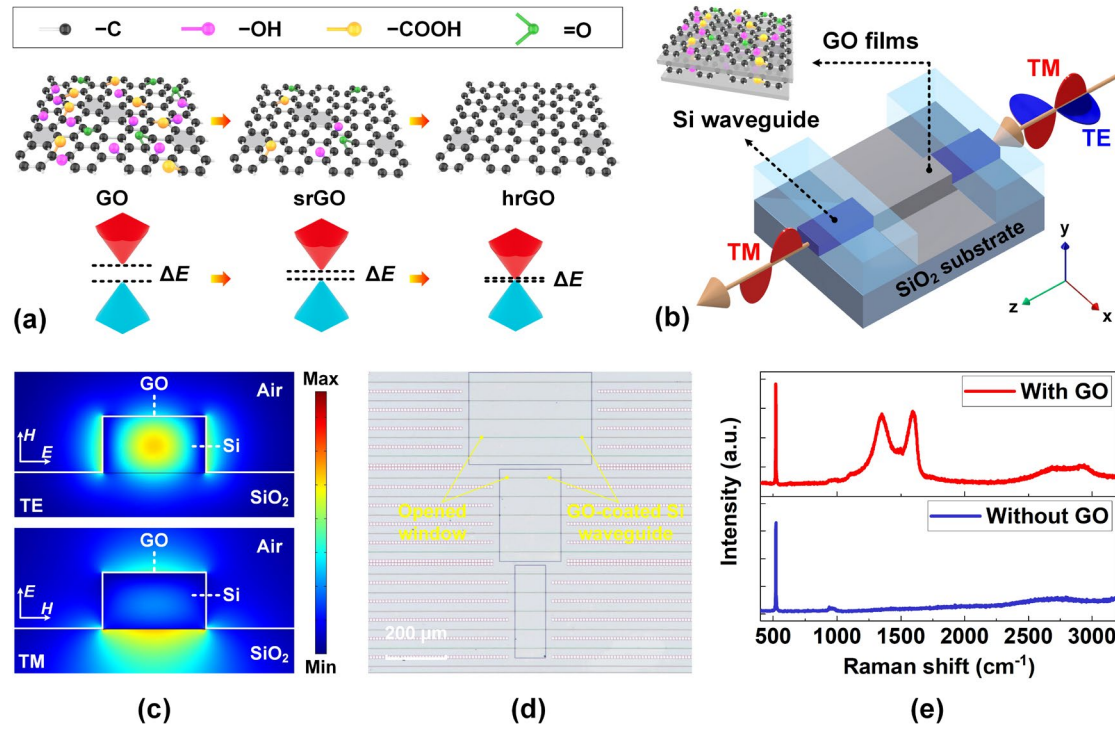 −C −OH −COOH =O
GO srGO hrGO
ΔE ΔE ΔE
(a)
GO films
Si waveguide
TM
TE
TM
SiO2 substrate
y
z
x
(b)
GO
Air
H
E
Si
TE
SiO2
GO
Air
E
H
Si
TM
SiO2
Max
Min
(c)
Opened
window
GO-coated Si
waveguide
200 μm
(d)
Intensity (a.u.)
With GO
Without GO
500 1000 1500 2000 2500 3000
Raman shift (cm-1)
(e)